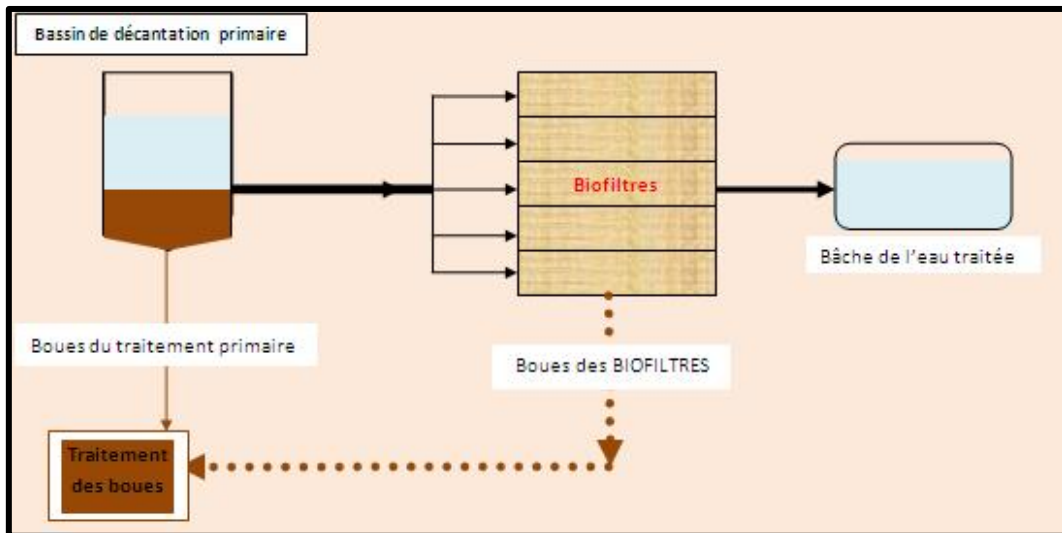 Bassin de décantation primaire
Biofiltres
Bâche de l'eau traitée
Boues du traitement primaire
Boues des BIOFILTRES
Traitement
des boues